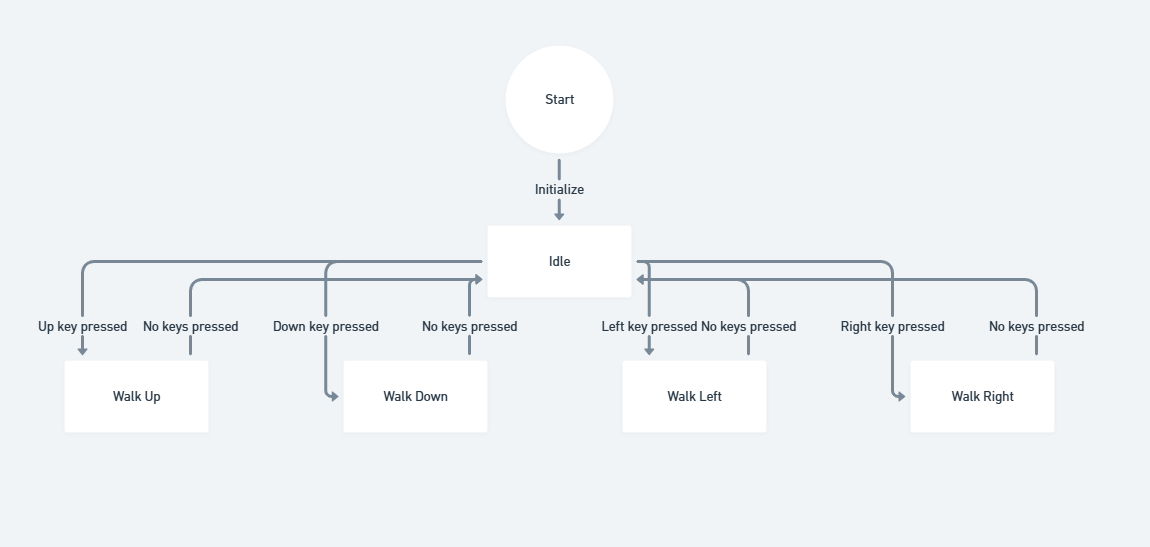 Start
Initialize
Idle
Up key pressed
No keys pressed
Down key pressed
No keys pressed
Left key pressed
No keys pressed
Right key pressed
No keys pressed
Walk Up
Walk Down
Walk Left
Walk Right